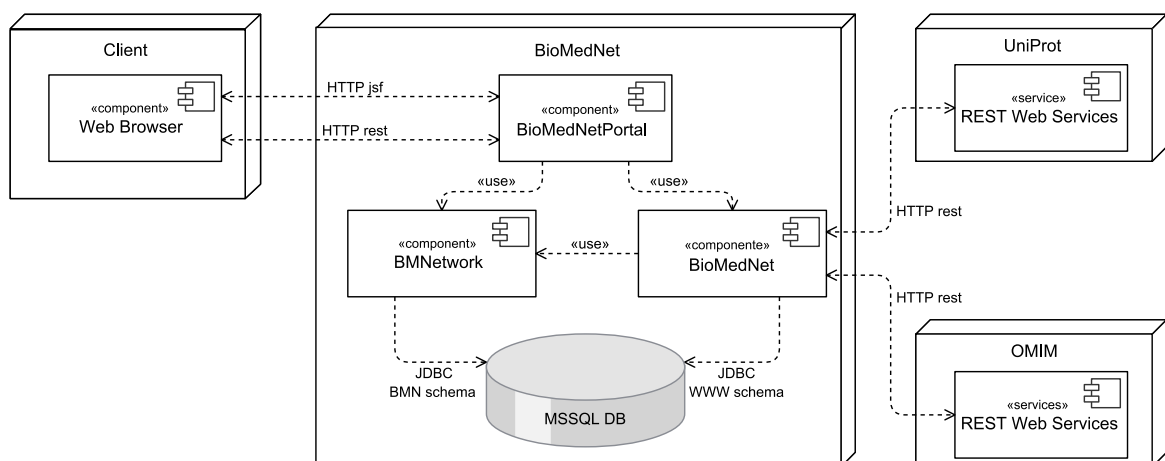 Client
BioMedNet
UniProt
«component»
Web Browser
HTTP jsf
HTTP rest
«component»
BioMedNetPortal
«service»
REST Web Services
«use»
«use»
HTTP rest
«component»
BMNetwork
«use»
«componente»
BioMedNet
HTTP rest
JDBC
BMN schema
JDBC
WWW schema
MSSQL DB
OMIM
«services»
REST Web Services